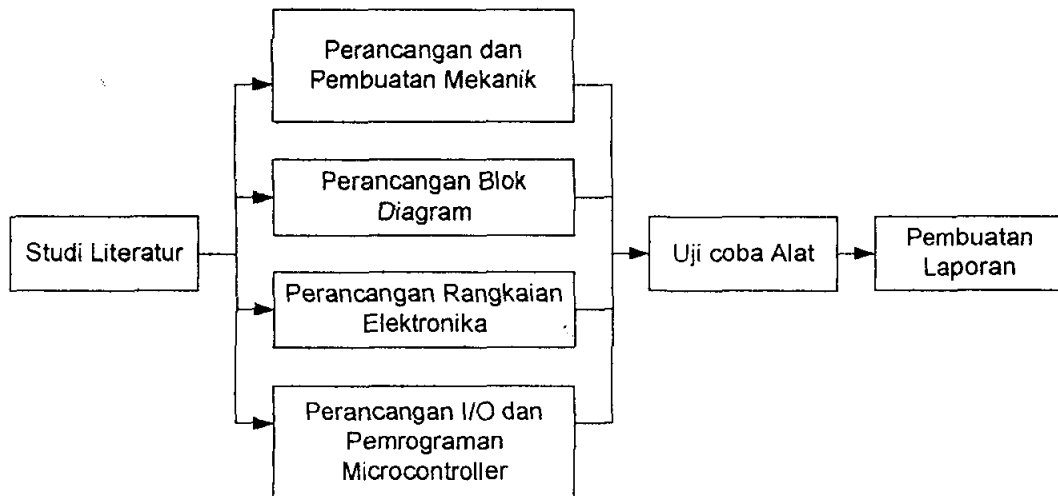 Studi Literatur
Perancangan dan
Pembuatan Mekanik
Perancangan Blok
Diagram
Perancangan Rangkaian
Elektronika
Perancangan I/O dan
Pemrograman
Microcontroller
Uji coba Alat
Pembuatan
Laporan